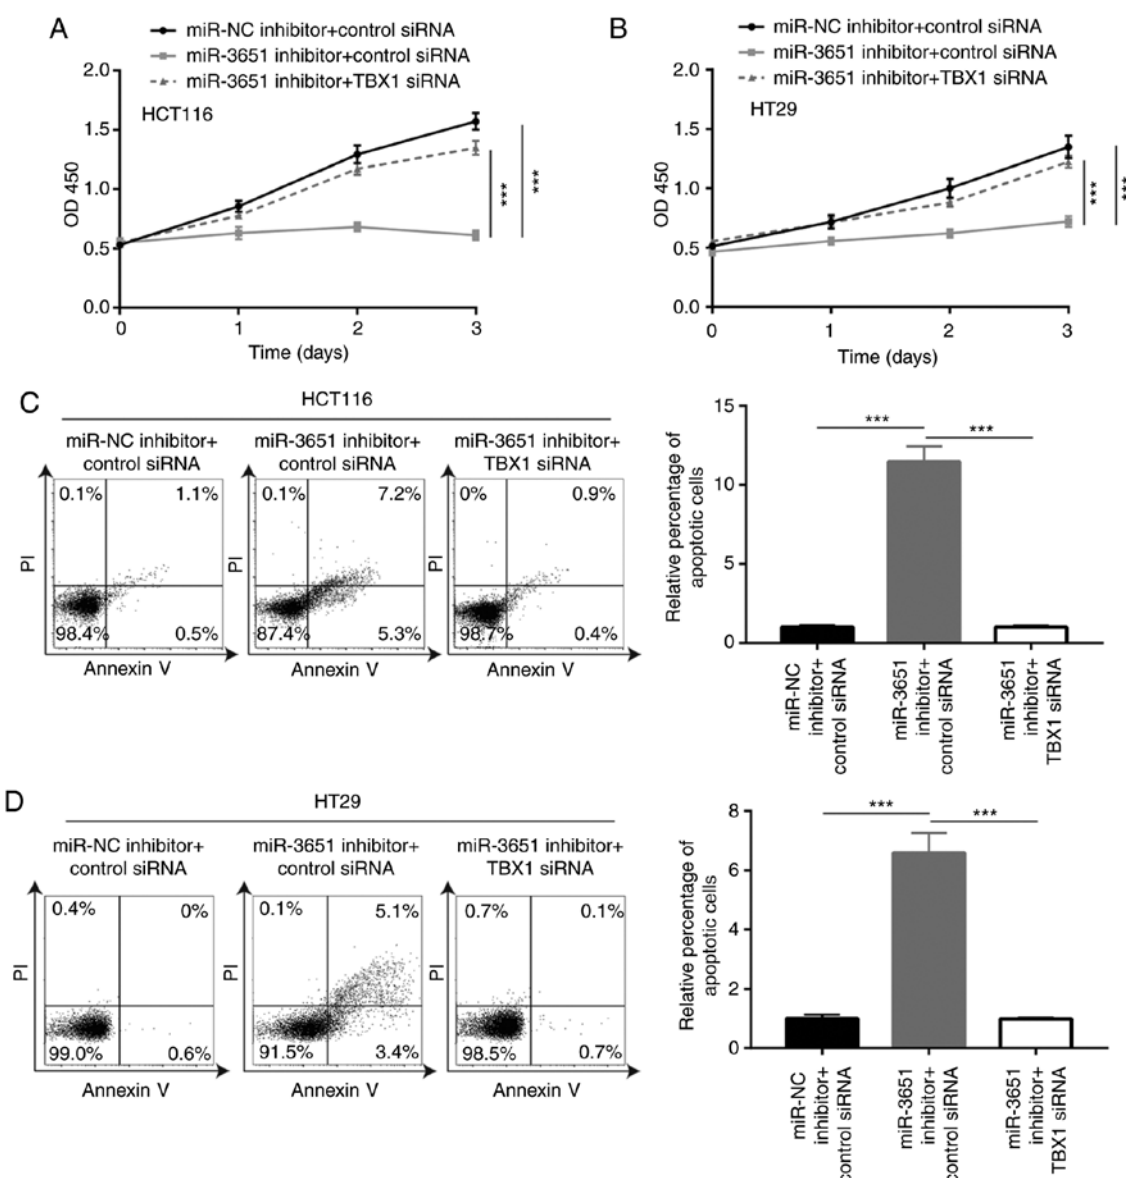 A
miR-NC inhibitor+control siRNA
miR-3651 inhibitor+control siRNA
miR-3651 inhibitor+TBX1 siRNA
HCT116
OD 450
2.0
1.5
1.0
0.5
0.0
0 1 2 3
Time (days)
***
***
B
miR-NC inhibitor+control siRNA
miR-3651 inhibitor+control siRNA
miR-3651 inhibitor+TBX1 siRNA
HT29
OD 450
2.0
1.5
1.0
0.5
0.0
0 1 2 3
Time (days)
***
***
C
HCT116
miR-NC inhibitor+
control siRNA
miR-3651 inhibitor+
control siRNA
miR-3651 inhibitor+
TBX1 siRNA
PI
0.1% 1.1%
98.4% 0.5%
Annexin V
PI
0.1% 7.2%
87.4% 5.3%
Annexin V
PI
0% 0.9%
98.7% 0.4%
Annexin V
Relative percentage of
apoptotic cells
15
10
5
0
***
***
miR-NC
inhibitor+
control siRNA
miR-3651
inhibitor+
control siRNA
miR-3651
inhibitor+
TBX1 siRNA
D
HT29
miR-NC inhibitor+
control siRNA
miR-3651 inhibitor+
control siRNA
miR-3651 inhibitor+
TBX1 siRNA
PI
0.4% 0%
99.0% 0.6%
Annexin V
PI
0.1% 5.1%
91.5% 3.4%
Annexin V
PI
0.7% 0.1%
98.5% 0.7%
Annexin V
Relative percentage of
apoptotic cells
8
6
4
2
0
***
***
miR-NC
inhibitor+
control siRNA
miR-3651
inhibitor+
control siRNA
miR-3651
inhibitor+
TBX1 siRNA